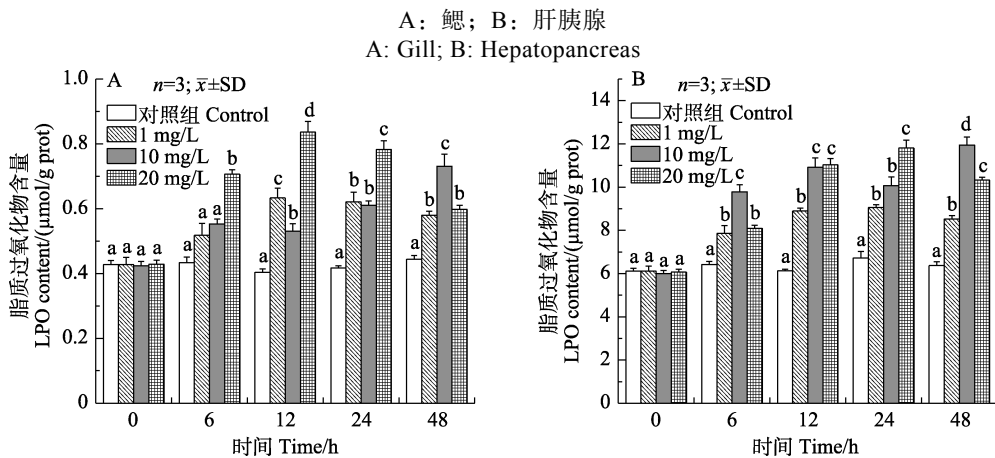 A：鳃；B：肝胰腺
A: Gill; B: Hepatopancreas
A
n=3; x̄±SD
对照组 Control
1 mg/L
10 mg/L
20 mg/L
1.0
0.8
0.6
0.4
0.2
0
脂质过氧化物含量
LPO content/(μmol/g prot)
a a a a
a a a b
a c b d
a b b c
a b c b
0 6 12 24 48
时间 Time/h
B
n=3; x̄±SD
对照组 Control
1 mg/L
10 mg/L
20 mg/L
14
12
10
8
6
4
2
0
脂质过氧化物含量
LPO content/(μmol/g prot)
a a a a
a b c b
a b c c
a b b c
a b d c
0 6 12 24 48
时间 Time/h